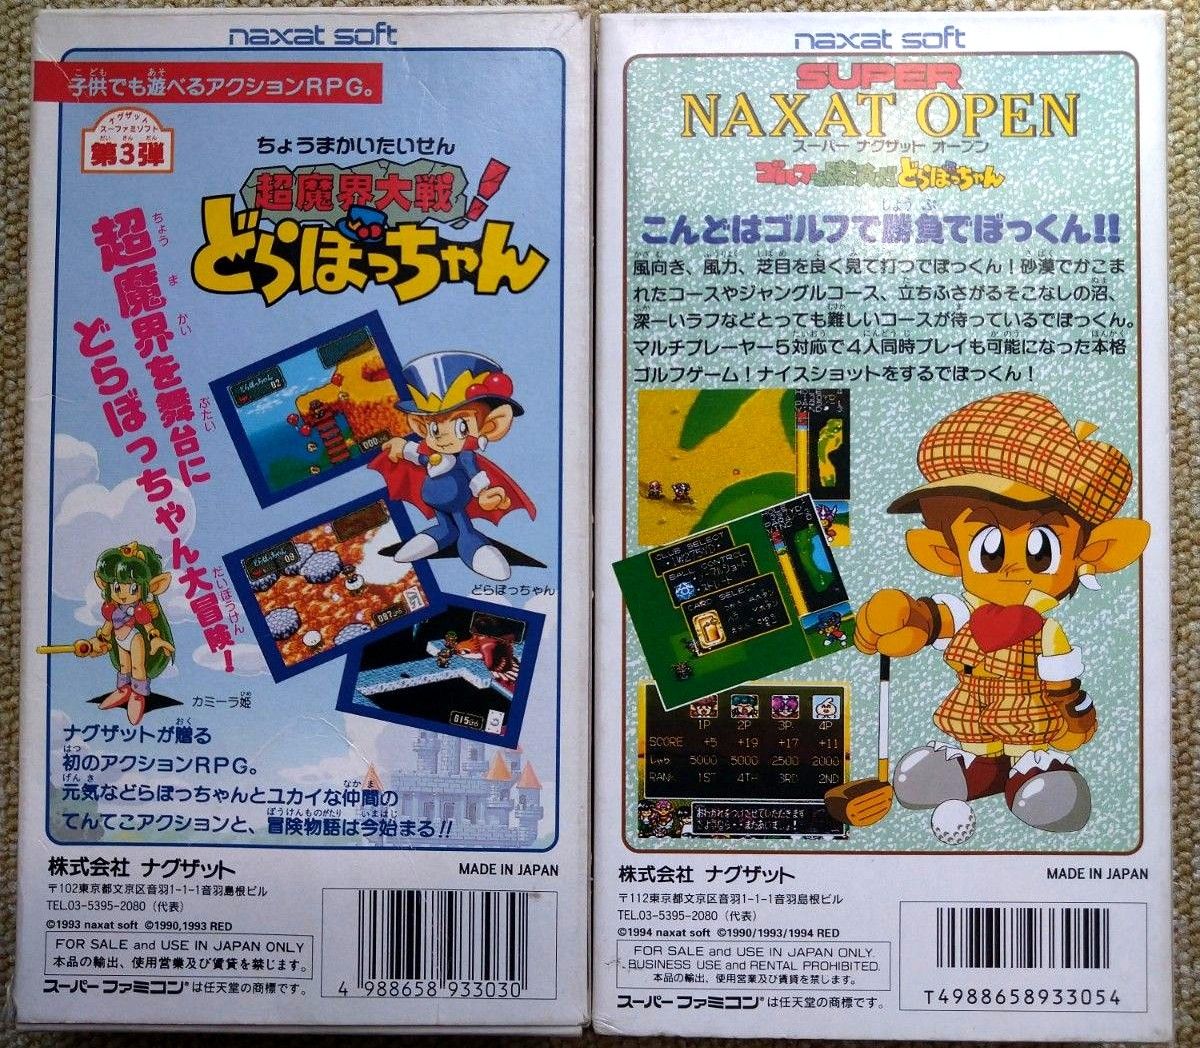 naxat soft
子供でも遊べるアクションRPG。
ナグザット
スーファミソフト
第3弾
ちょうまかいたいせん
超魔界大戦!
どらぼっちゃん
超魔界を舞台に
どらぼっちゃん大冒険!
どらぼっちゃん
カミーラ姫
ナグザットが贈る
初のアクションRPG。
元気などらぼっちゃんとユカイな仲間の
てんてこアクションと、冒険物語は今始まる!!
株式会社 ナグザット
MADE IN JAPAN
〒102東京都文京区音羽1-1-1音羽島根ビル
TEL.03-5395-2080(代表)
©1993 naxat soft ©1990,1993 RED
FOR SALE and USE IN JAPAN ONLY
本品の輸出、使用営業及び賃貸を禁じます。
スーパーファミコンは任天堂の商標です。
4 988658 933030
naxat soft
SUPER
NAXAT OPEN
スーパー ナグザット オープン
ゴルフで勝負だどらぼっちゃん
こんどはゴルフで勝負でぼっくん!!
風向き、風力、芝目を良く見て打つでぼっくん!砂漠でかこま
れたコースやジャングルコース、立ちふさがるそこなしの沼、
深ーいラフなどとっても難しいコースが待っているでぼっくん。
マルチプレーヤー5対応で4人同時プレイも可能になった本格
ゴルフゲーム!ナイスショットをするでぼっくん!
CLUB SELECT
BALL CONTROL
CARD SELECT
1P 2P 3P 4P
SCORE +5 +19 +17 +11
5000 5000 2500 2000
RANK 1ST 4TH 3RD 2ND
株式会社 ナグザット
MADE IN JAPAN
〒112東京都文京区音羽1-1-1音羽島根ビル
TEL.03-5395-2080(代表)
©1994 naxat soft ©1990/1993/1994 RED
FOR SALE and USE IN JAPAN ONLY.
BUSINESS USE and RENTAL PROHIBITED.
本品の輸出、使用営業及び賃貸を禁じます。
スーパーファミコンは任天堂の商標です。
T4988658933054